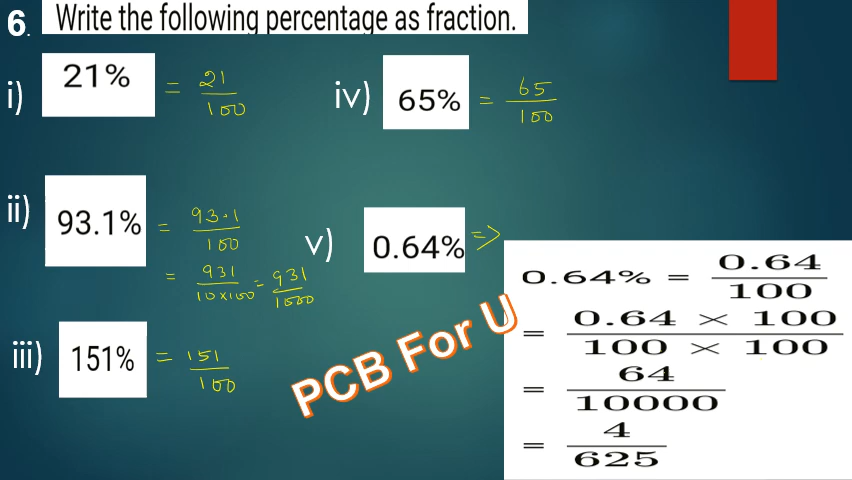 6. Write the following percentage as fraction.
i) 21% = 21/100
iv) 65% = 65/100
ii) 93.1% = 93.1/100
= 931/10×100 = 931/1000
v) 0.64% =>
iii) 151% = 151/100
0.64% = 0.64/100
= 0.64 × 100/100 × 100
= 64/10000
= 4/625
PCB For U